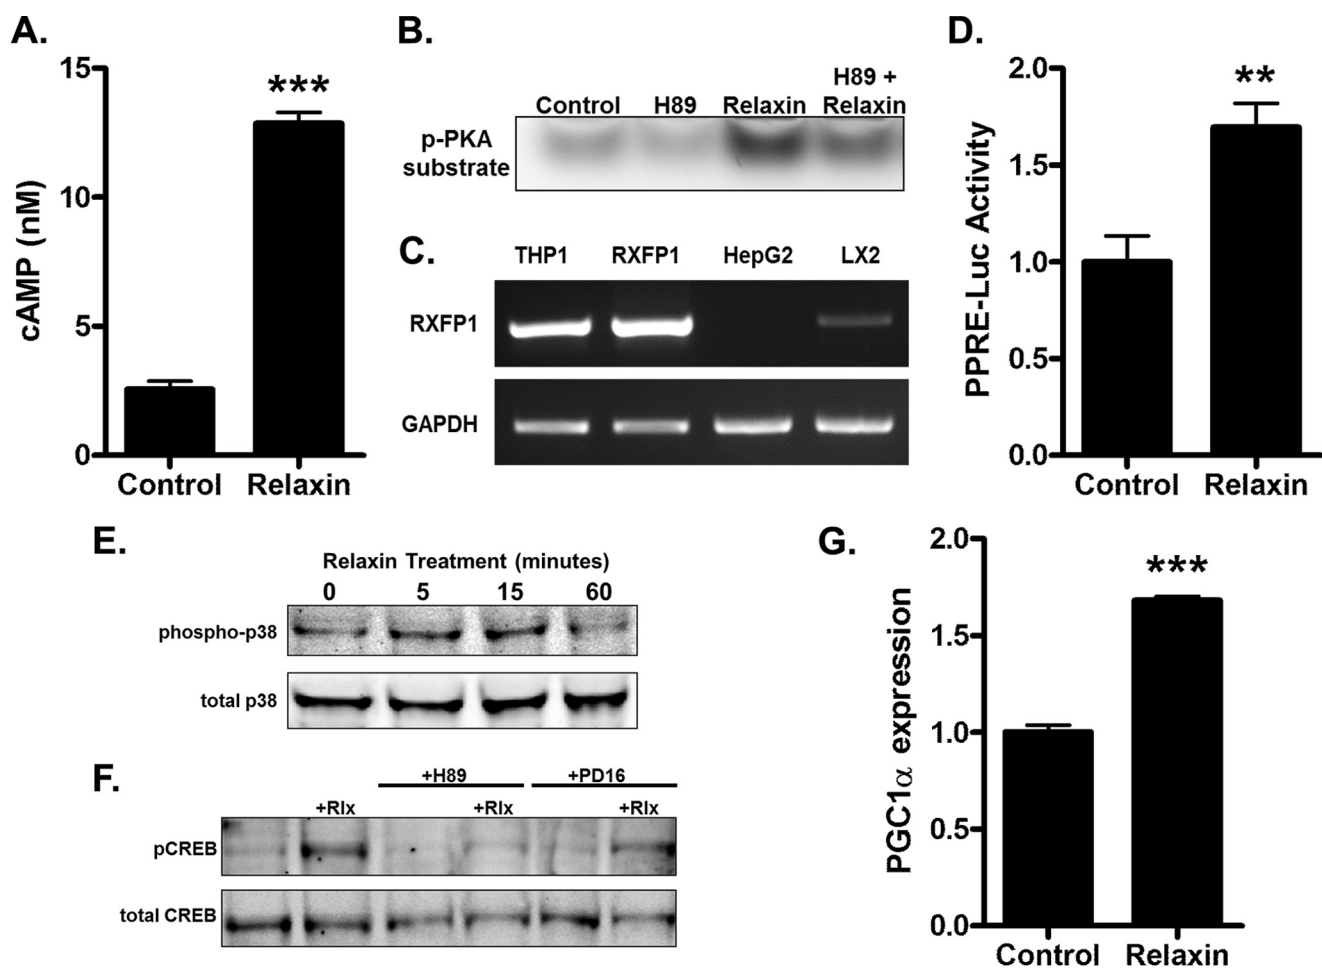 A.
15
***
10
cAMP (nM)
5
0
Control Relaxin
B.
Control H89 Relaxin H89 + Relaxin
p-PKA
substrate
C.
THP1 RXFP1 HepG2 LX2
RXFP1
GAPDH
D.
2.0
**
1.5
PPRE-Luc Activity
1.0
0.5
0.0
Control Relaxin
E.
Relaxin Treatment (minutes)
0 5 15 60
phospho-p38
total p38
F.
+H89 +PD16
+Rlx +Rlx +Rlx
pCREB
total CREB
G.
2.0
***
1.5
PGC1α expression
1.0
0.5
0.0
Control Relaxin